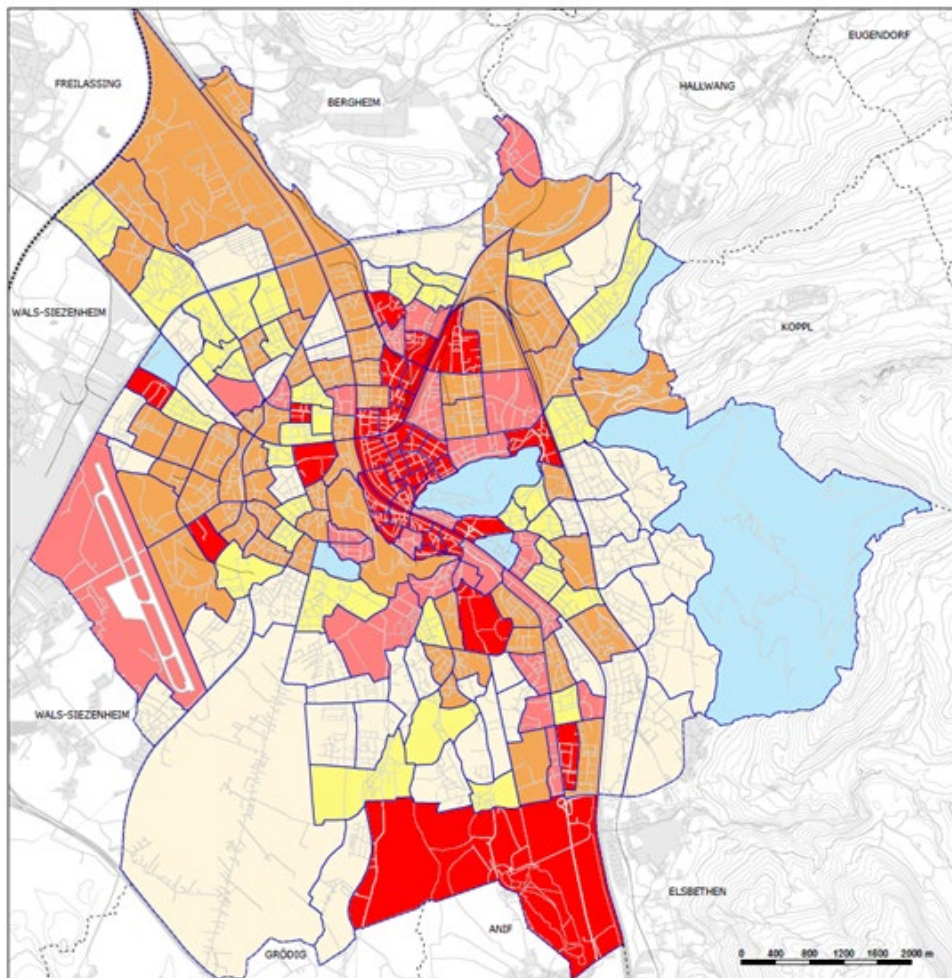 EUGENDORF
FREILASSING
HALLWANG
BERGHEIM
WALS-SIEZENHEIM
KOPPL
WALS-SIEZENHEIM
ELSBETHEN
ANIF
GRÖDIG
0 400 800 1200 1600 2000 m